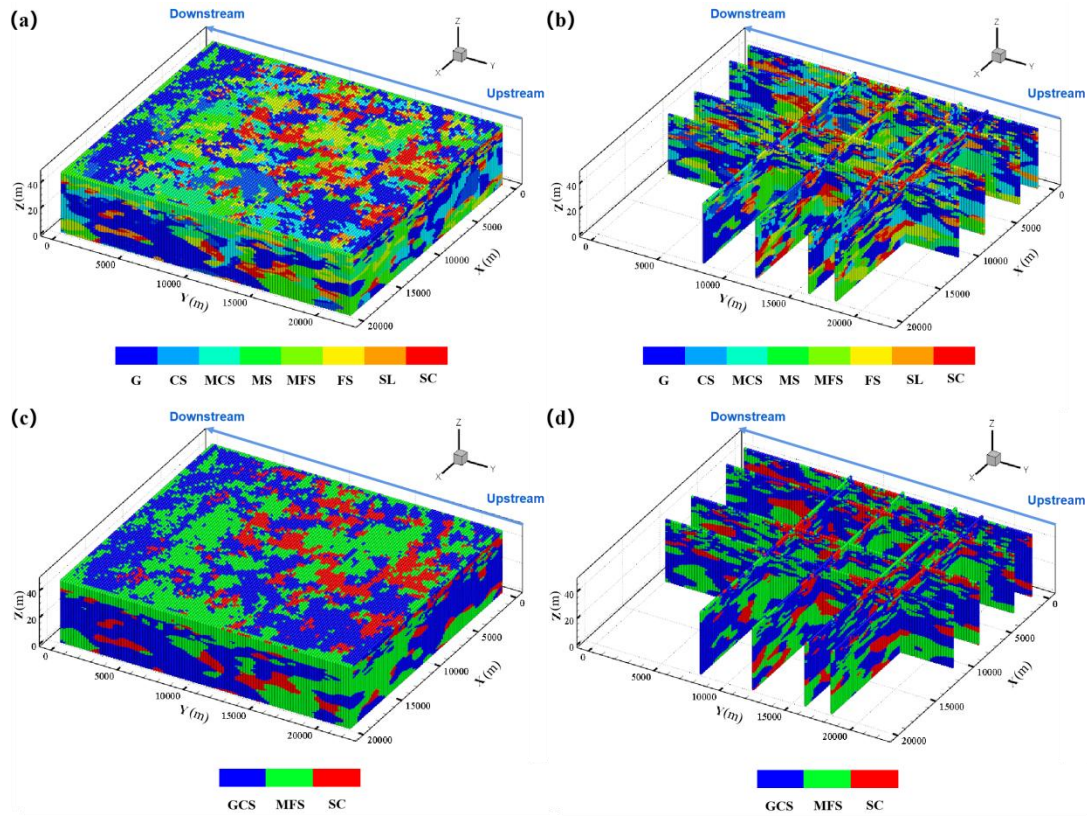 (a)
Downstream
Upstream
Z
X
Y
Z(m)
40
20
0
0
5000
10000
15000
20000
Y(m)
0
5000
10000
15000
20000
X(m)
G CS MCS MS MFS FS SL SC
(b)
Downstream
Upstream
Z
X
Y
Z(m)
40
20
0
0
5000
10000
15000
20000
Y(m)
0
5000
10000
15000
20000
X(m)
G CS MCS MS MFS FS SL SC
(c)
Downstream
Upstream
Z
X
Y
Z(m)
40
20
0
0
5000
10000
15000
20000
Y(m)
0
5000
10000
15000
20000
X(m)
GCS MFS SC
(d)
Downstream
Upstream
Z
X
Y
Z(m)
40
20
0
0
5000
10000
15000
20000
Y(m)
0
5000
10000
15000
20000
X(m)
GCS MFS SC